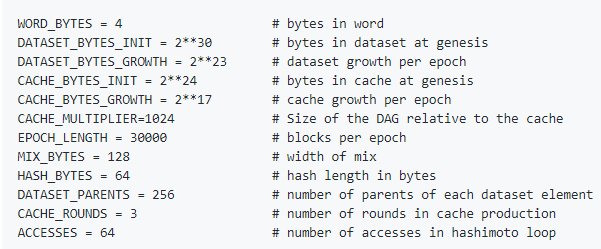 WORD_BYTES = 4                    # bytes in word
DATASET_BYTES_INIT = 2**30        # bytes in dataset at genesis
DATASET_BYTES_GROWTH = 2**23      # dataset growth per epoch
CACHE_BYTES_INIT = 2**24          # bytes in cache at genesis
CACHE_BYTES_GROWTH = 2**17        # cache growth per epoch
CACHE_MULTIPLIER=1024             # Size of the DAG relative to the cache
EPOCH_LENGTH = 30000              # blocks per epoch
MIX_BYTES = 128                   # width of mix
HASH_BYTES = 64                   # hash length in bytes
DATASET_PARENTS = 256             # number of parents of each dataset element
CACHE_ROUNDS = 3                  # number of rounds in cache production
ACCESSES = 64                     # number of accesses in hashimoto loop